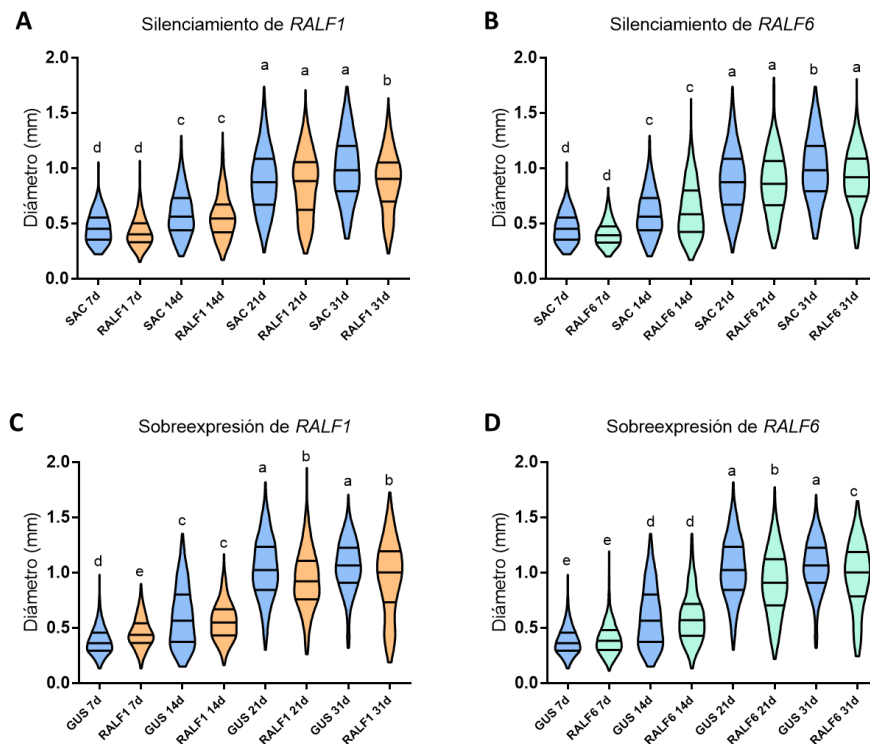 A
Silenciamiento de RALF1
Diámetro (mm)
2.0
1.5
1.0
0.5
0.0
d
d
c
c
a
a
a
b
SAC 7d
RALF1 7d
SAC 14d
RALF1 14d
SAC 21d
RALF1 21d
SAC 31d
RALF1 31d
B
Silenciamiento de RALF6
Diámetro (mm)
2.0
1.5
1.0
0.5
0.0
d
d
c
c
a
a
b
a
SAC 7d
RALF6 7d
SAC 14d
RALF6 14d
SAC 21d
RALF6 21d
SAC 31d
RALF6 31d
C
Sobreexpresión de RALF1
Diámetro (mm)
2.0
1.5
1.0
0.5
0.0
d
e
c
c
a
b
a
b
GUS 7d
RALF1 7d
GUS 14d
RALF1 14d
GUS 21d
RALF1 21d
GUS 31d
RALF1 31d
D
Sobreexpresión de RALF6
Diámetro (mm)
2.0
1.5
1.0
0.5
0.0
e
e
d
d
a
b
a
c
GUS 7d
RALF6 7d
GUS 14d
RALF6 14d
GUS 21d
RALF6 21d
GUS 31d
RALF6 31d